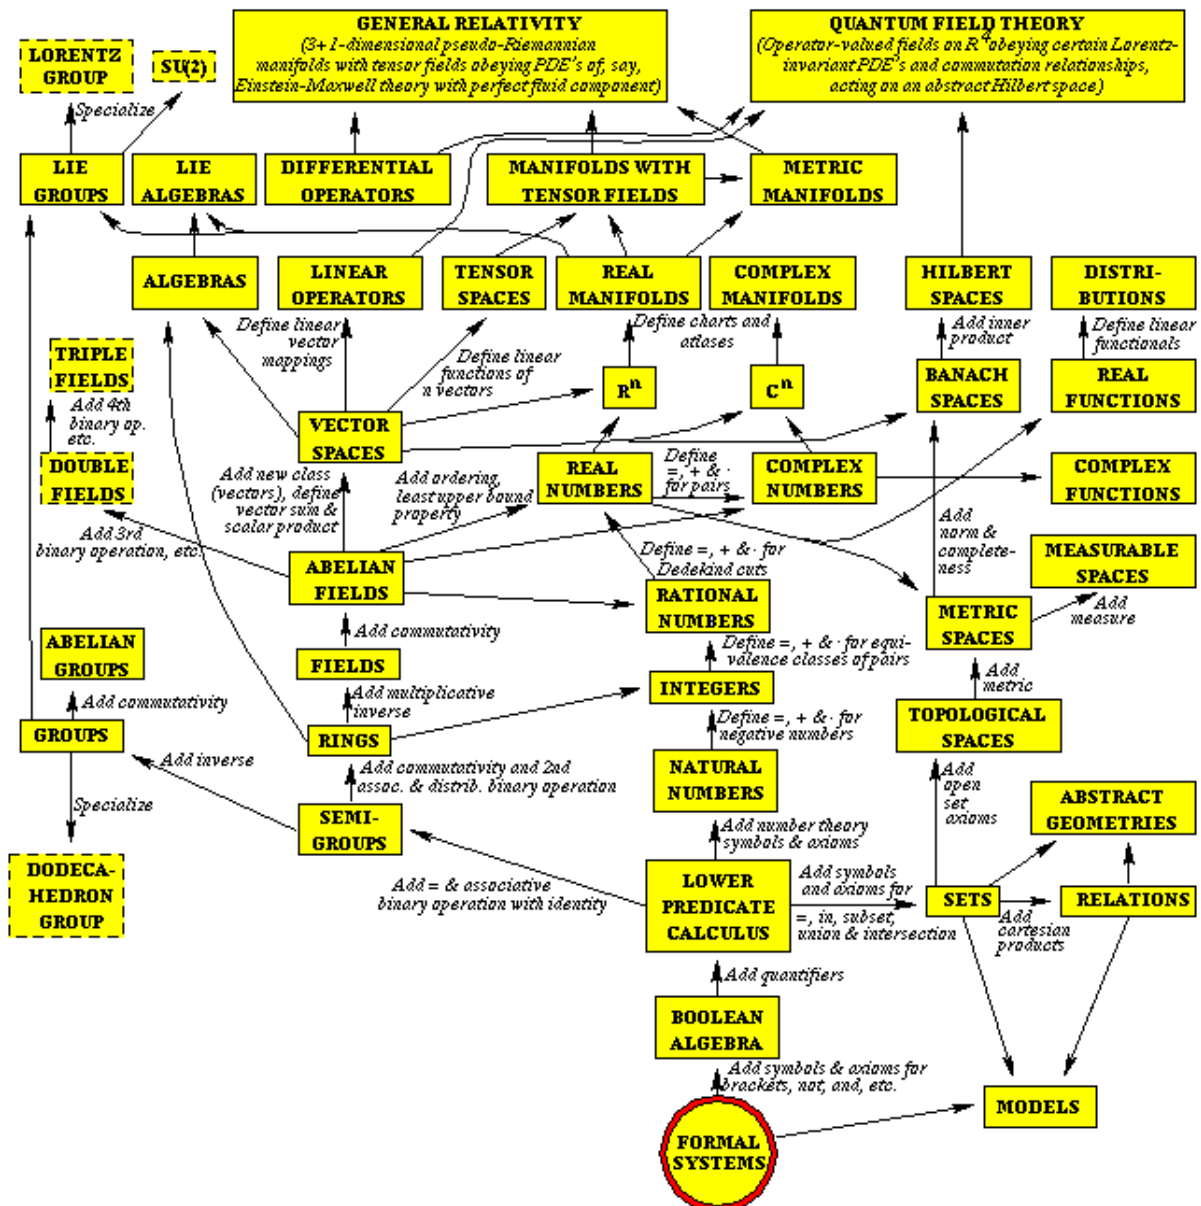 GENERAL RELATIVITY
(3+1-dimensional pseudo-Riemannian
manifolds with tensor fields obeying PDE's of, say,
Einstein-Maxwell theory with perfect fluid component)
QUANTUM FIELD THEORY
(Operator-valued fields on R4 obeying certain Lorentz-
invariant PDE's and commutation relationships,
acting on an abstract Hilbert space)
LORENTZ
GROUP
SU(2)
Specialize
LIE
GROUPS
LIE
ALGEBRAS
DIFFERENTIAL
OPERATORS
MANIFOLDS WITH
TENSOR FIELDS
METRIC
MANIFOLDS
ALGEBRAS
LINEAR
OPERATORS
TENSOR
SPACES
REAL
MANIFOLDS
COMPLEX
MANIFOLDS
HILBERT
SPACES
DISTRI-
BUTIONS
Define linear
vector
mappings
Define linear
functions of
n vectors
Define charts and
atlases
Add inner
product
Define linear
functionals
TRIPLE
FIELDS
Add 4th
binary op.
etc.
DOUBLE
FIELDS
Add 3rd
binary operation, etc.
VECTOR
SPACES
Rn
Cn
BANACH
SPACES
REAL
FUNCTIONS
Add new class
(vectors), define
vector sum &
scalar product
Add ordering,
least upper bound
property
REAL
NUMBERS
Define
=, + & ·
for pairs
COMPLEX
NUMBERS
COMPLEX
FUNCTIONS
Add
norm &
complete-
ness
MEASURABLE
SPACES
Add
measure
ABELIAN
FIELDS
Define =, + & · for
Dedekind cuts
RATIONAL
NUMBERS
METRIC
SPACES
Add commutativity
FIELDS
Define =, + & · for equi-
valence classes of pairs
Add
metric
ABELIAN
GROUPS
Add commutativity
GROUPS
Add multiplicative
inverse
INTEGERS
TOPOLOGICAL
SPACES
RINGS
Define =, + & · for
negative numbers
Add inverse
Add commutativity and 2nd
assoc. & distrib. binary operation
NATURAL
NUMBERS
Add
open
set
axioms
ABSTRACT
GEOMETRIES
Specialize
SEMI-
GROUPS
Add number theory
symbols & axioms
DODECA-
HEDRON
GROUP
Add = & associative
binary operation with identity
LOWER
PREDICATE
CALCULUS
Add symbols
and axioms for
=, in, subset,
union & intersection
SETS
Add
cartesian
products
RELATIONS
Add quantifiers
BOOLEAN
ALGEBRA
Add symbols & axioms for
brackets, not, and, etc.
MODELS
FORMAL
SYSTEMS